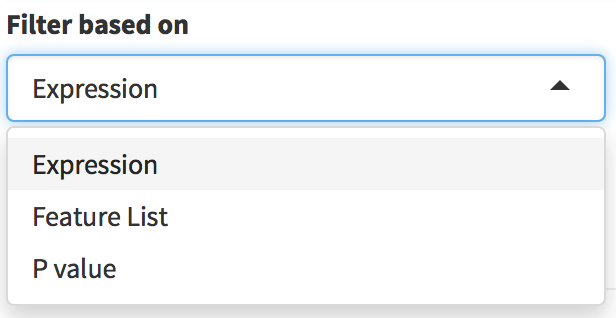 Filter based on
Expression
Expression
Feature List
P value